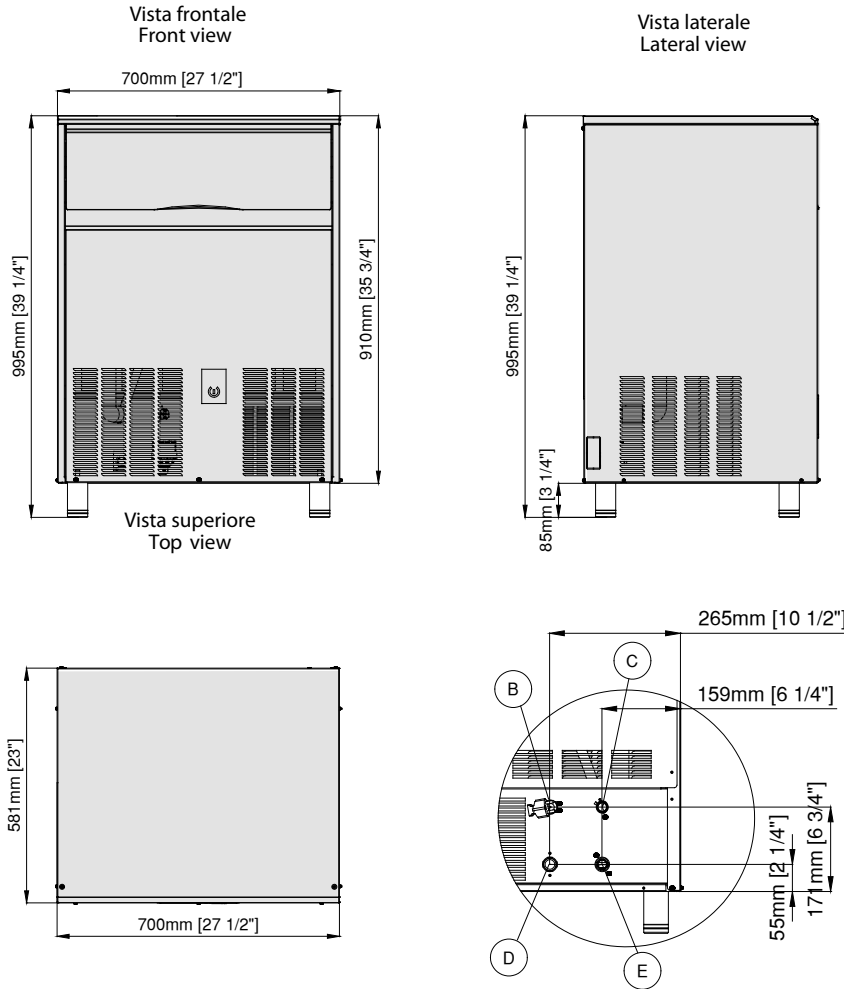 Vista frontale
Front view
700mm [27 1/2"]
995mm [39 1/4"]
910mm [35 3/4"]
Vista laterale
Lateral view
995mm [39 1/4"]
85mm [3 1/4"]
Vista superiore
Top view
581mm [23"]
700mm [27 1/2"]
265mm [10 1/2"]
B
C
159mm [6 1/4"]
55mm [2 1/4"]
171mm [6 3/4"]
D
E